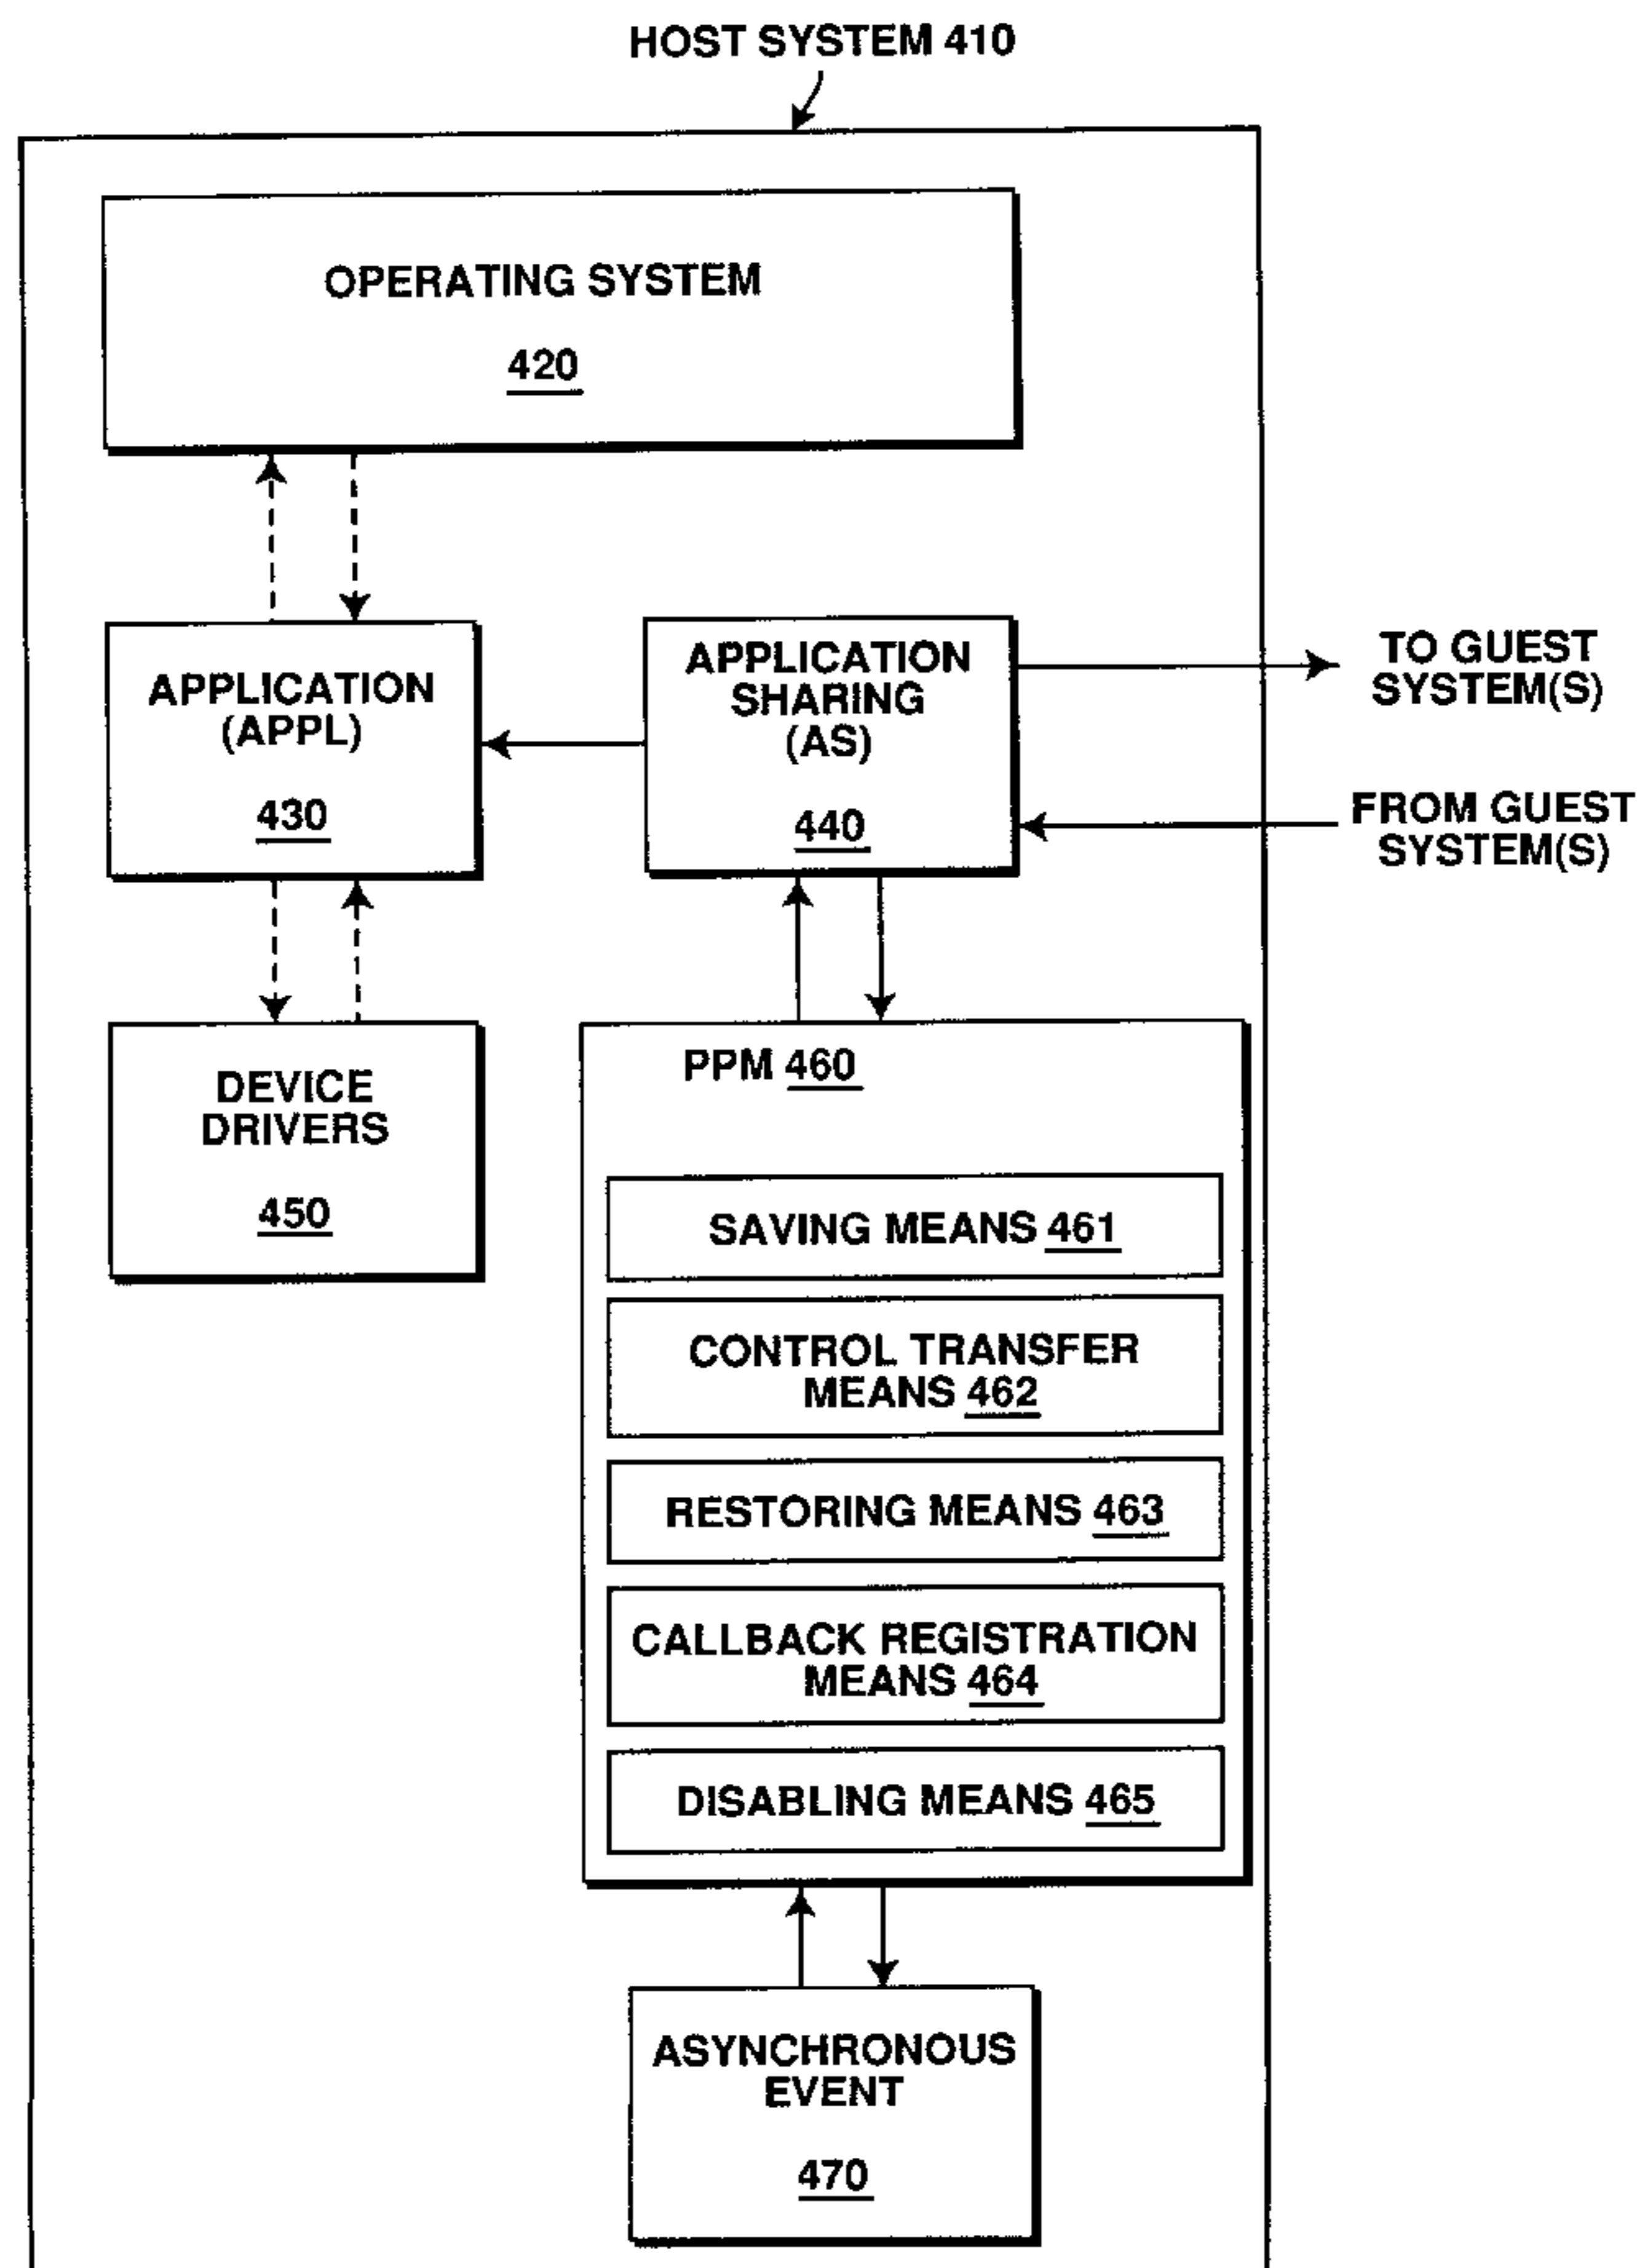 HOST SYSTEM 410
OPERATING SYSTEM
420
APPLICATION
(APPL)
430
APPLICATION
SHARING
(AS)
440
TO GUEST
SYSTEM(S)
FROM GUEST
SYSTEM(S)
DEVICE
DRIVERS
450
PPM 460
SAVING MEANS 461
CONTROL TRANSFER
MEANS 462
RESTORING MEANS 463
CALLBACK REGISTRATION
MEANS 464
DISABLING MEANS 465
ASYNCHRONOUS
EVENT
470